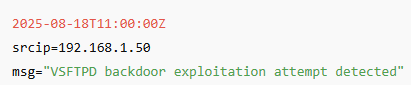 2025-08-18T11:00:00Z
srcip=192.168.1.50
msg="VSFTPD backdoor exploitation attempt detected"